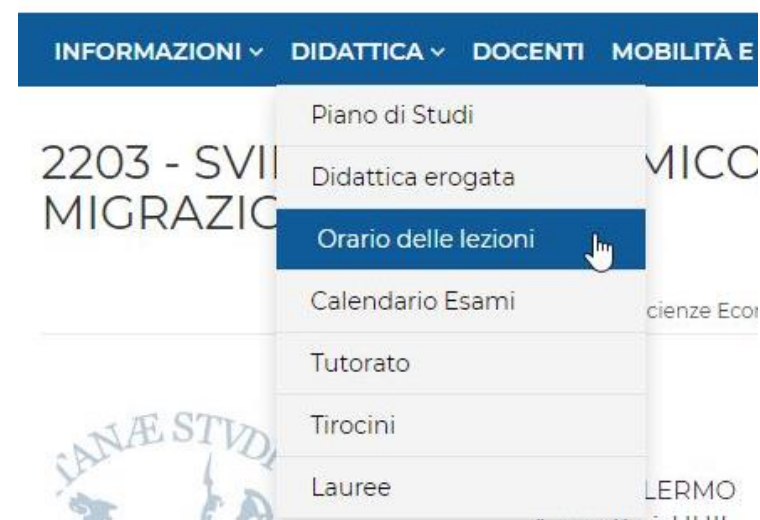 INFORMAZIONI DIDATTICA DOCENTI MOBILITÀ E
Piano di Studi
2203 - SVI MICO
Didattica erogata
MIGRAZIO
Orario delle lezioni
Calendario Esami
cienze Econ
Tutorato
Tirocini
Lauree
LERMO